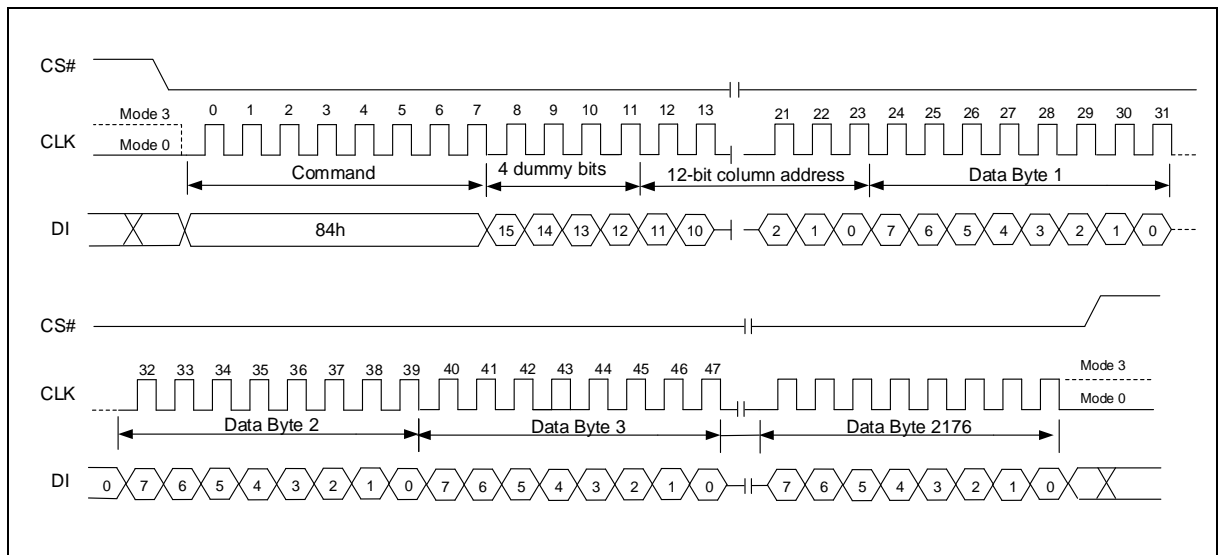 CS#
Mode 3 0 1 2 3 4 5 6 7 8 9 10 11 12 13 21 22 23 24 25 26 27 28 29 30 31
CLK
Mode 0
Command 4 dummy bits 12-bit column address Data Byte 1
DI 84h 15 14 13 12 11 10 2 1 0 7 6 5 4 3 2 1 0
CS#
32 33 34 35 36 37 38 39 40 41 42 43 44 45 46 47 Mode 3
CLK Mode 0
Data Byte 2 Data Byte 3 Data Byte 2176
DI 0 7 6 5 4 3 2 1 0 7 6 5 4 3 2 1 0 7 6 5 4 3 2 1 0